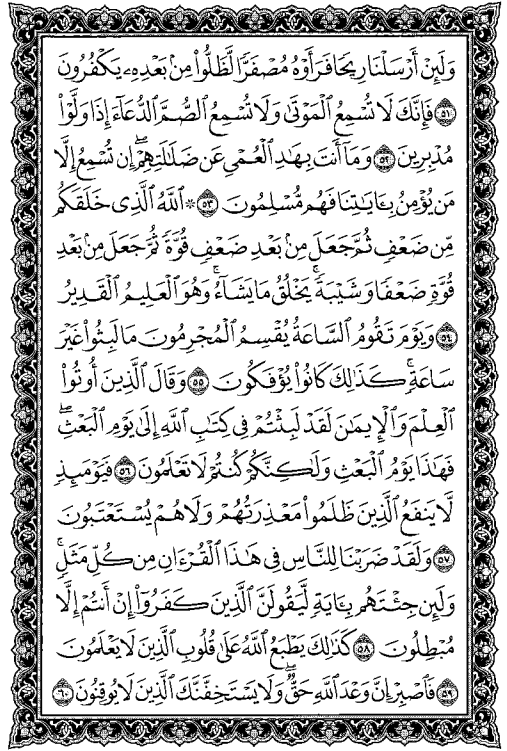 وَلَئِنْ أَرْسَلْنَا رِيحًا فَرَأَوْهُ مُصْفَرًّا لَّظَلُّوا۟ مِنۢ بَعْدِهِۦ يَكْفُرُونَ
۝٥١ فَإِنَّكَ لَا تُسْمِعُ ٱلْمَوْتَىٰ وَلَا تُسْمِعُ ٱلصُّمَّ ٱلدُّعَآءَ إِذَا وَلَّوْا۟
مُدْبِرِينَ ۝٥٢ وَمَآ أَنتَ بِهَٰدِ ٱلْعُمْىِ عَن ضَلَٰلَتِهِمْ ۖ إِن تُسْمِعُ إِلَّا
مَن يُؤْمِنُ بِـَٔايَٰتِنَا فَهُم مُّسْلِمُونَ ۝٥٣ ۞ ٱللَّهُ ٱلَّذِى خَلَقَكُم
مِّن ضَعْفٍ ثُمَّ جَعَلَ مِنۢ بَعْدِ ضَعْفٍ قُوَّةً ثُمَّ جَعَلَ مِنۢ بَعْدِ
قُوَّةٍ ضَعْفًا وَشَيْبَةً ۚ يَخْلُقُ مَا يَشَآءُ ۖ وَهُوَ ٱلْعَلِيمُ ٱلْقَدِيرُ
۝٥٤ وَيَوْمَ تَقُومُ ٱلسَّاعَةُ يُقْسِمُ ٱلْمُجْرِمُونَ مَا لَبِثُوا۟ غَيْرَ
سَاعَةٍ ۚ كَذَٰلِكَ كَانُوا۟ يُؤْفَكُونَ ۝٥٥ وَقَالَ ٱلَّذِينَ أُوتُوا۟
ٱلْعِلْمَ وَٱلْإِيمَٰنَ لَقَدْ لَبِثْتُمْ فِى كِتَٰبِ ٱللَّهِ إِلَىٰ يَوْمِ ٱلْبَعْثِ ۖ
فَهَٰذَا يَوْمُ ٱلْبَعْثِ وَلَٰكِنَّكُمْ كُنتُمْ لَا تَعْلَمُونَ ۝٥٦ فَيَوْمَئِذٍ
لَّا يَنفَعُ ٱلَّذِينَ ظَلَمُوا۟ مَعْذِرَتُهُمْ وَلَا هُمْ يُسْتَعْتَبُونَ
۝٥٧ وَلَقَدْ ضَرَبْنَا لِلنَّاسِ فِى هَٰذَا ٱلْقُرْءَانِ مِن كُلِّ مَثَلٍ ۚ
وَلَئِن جِئْتَهُم بِـَٔايَةٍ لَّيَقُولَنَّ ٱلَّذِينَ كَفَرُوٓا۟ إِنْ أَنتُمْ إِلَّا
مُبْطِلُونَ ۝٥٨ كَذَٰلِكَ يَطْبَعُ ٱللَّهُ عَلَىٰ قُلُوبِ ٱلَّذِينَ لَا يَعْلَمُونَ
۝٥٩ فَٱصْبِرْ إِنَّ وَعْدَ ٱللَّهِ حَقٌّ ۖ وَلَا يَسْتَخِفَّنَّكَ ٱلَّذِينَ لَا يُوقِنُونَ ۝٦٠